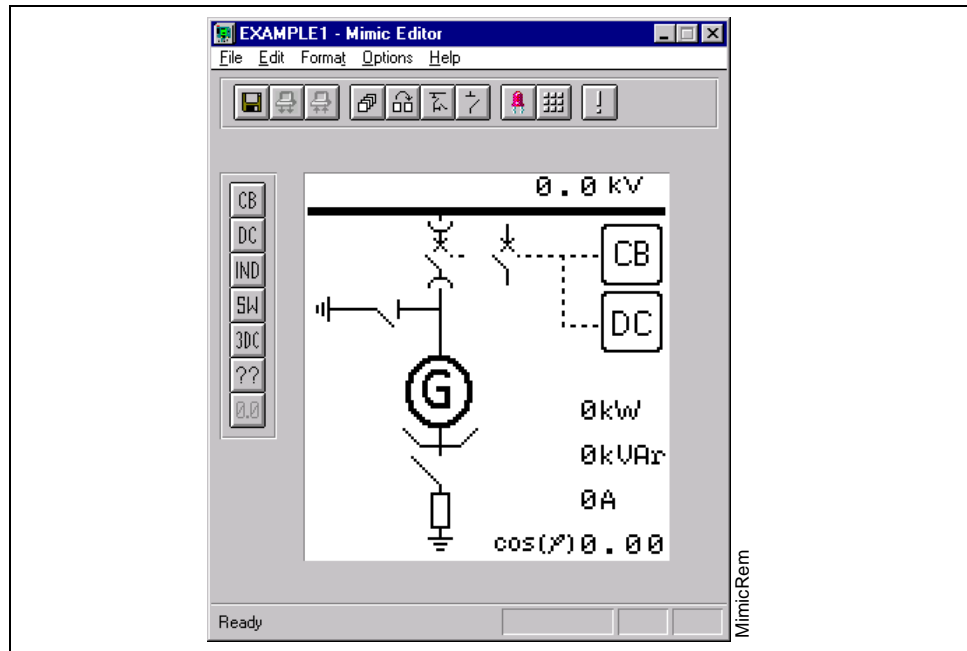 EXAMPLE1 - Mimic Editor
File Edit Format Options Help
0.0 kV
CB
DC
IND
SW
3DC
??
0.0
CB
DC
G
0kW
0kVAr
0A
cos(φ)0.00
Ready
MimicRem